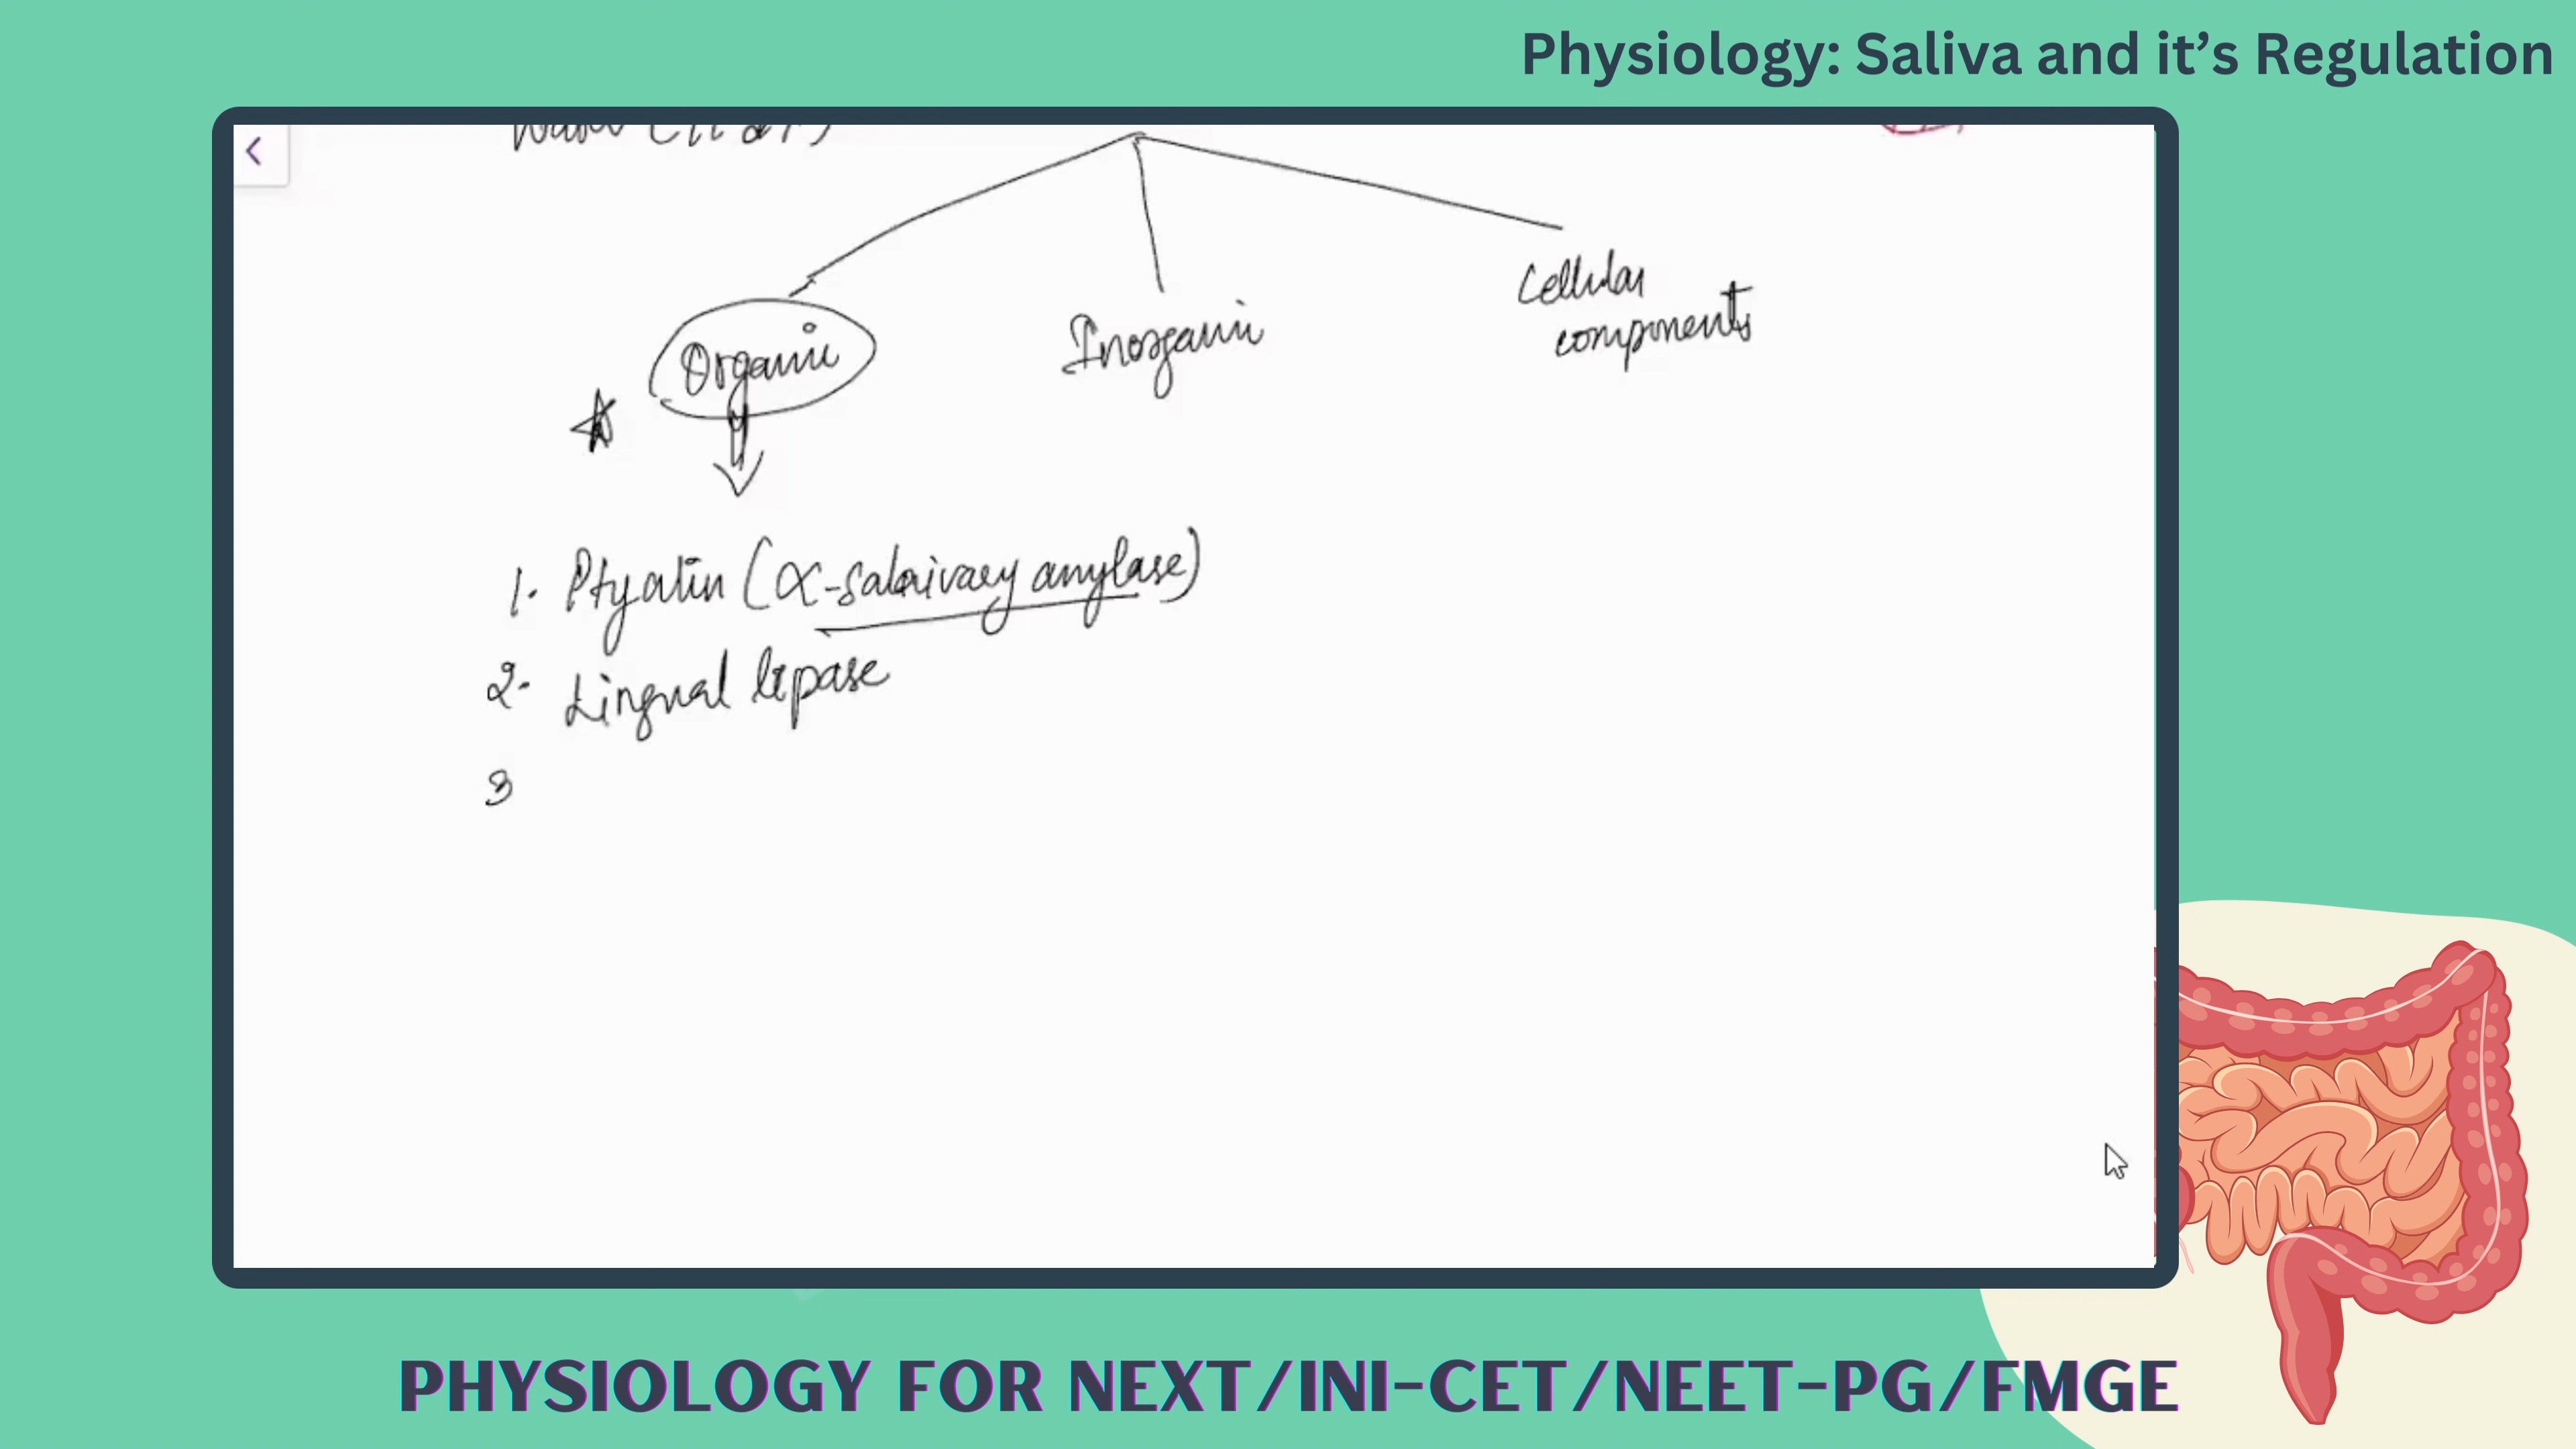 Physiology: Saliva and it's Regulation
Organic
Inorganic
Cellular
components
1. Ptyalin (α-salaivary amylase)
2. Lingual lipase
3
PHYSIOLOGY FOR NEXT/INI-CET/NEET-PG/FMGE